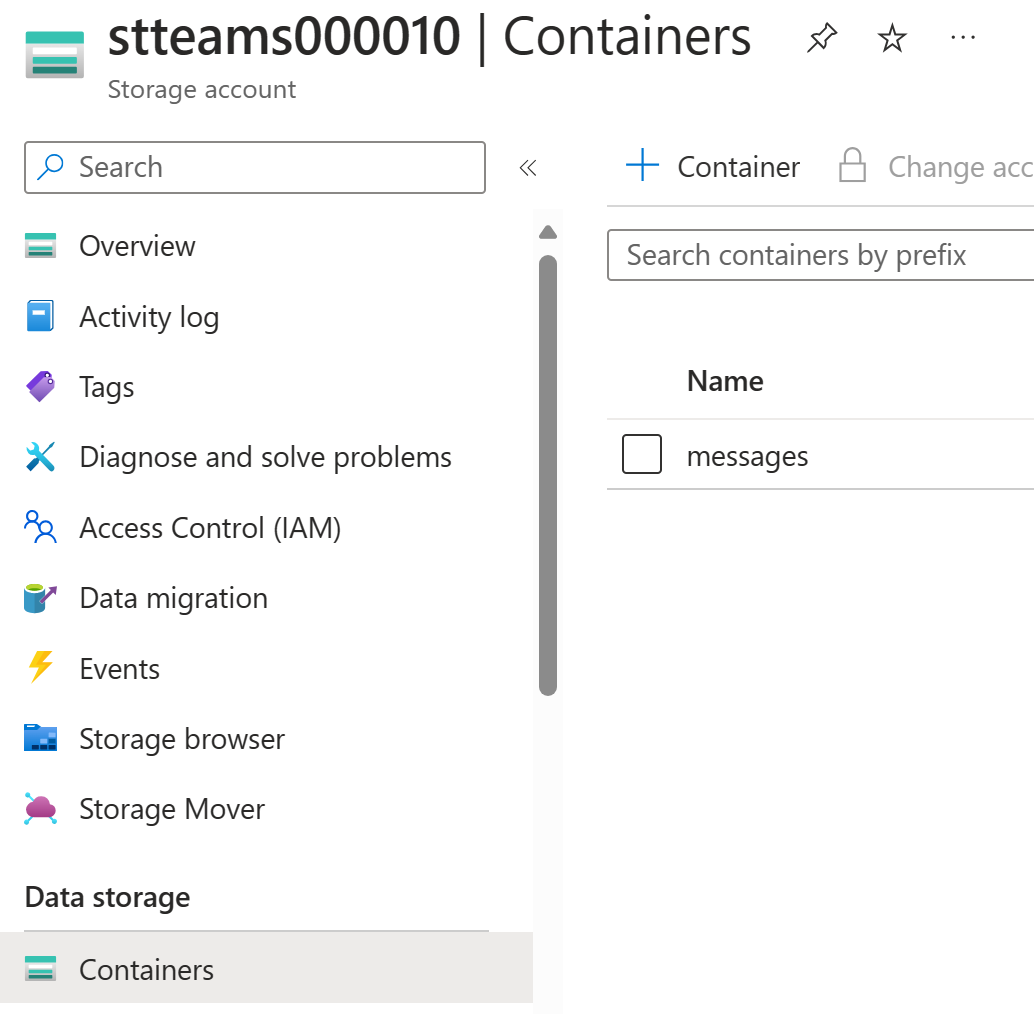 stteams000010 | Containers
Storage account
Search
Overview
Activity log
Tags
Diagnose and solve problems
Access Control (IAM)
Data migration
Events
Storage browser
Storage Mover
Data storage
Containers
Container
Change acc
Search containers by prefix
Name
messages